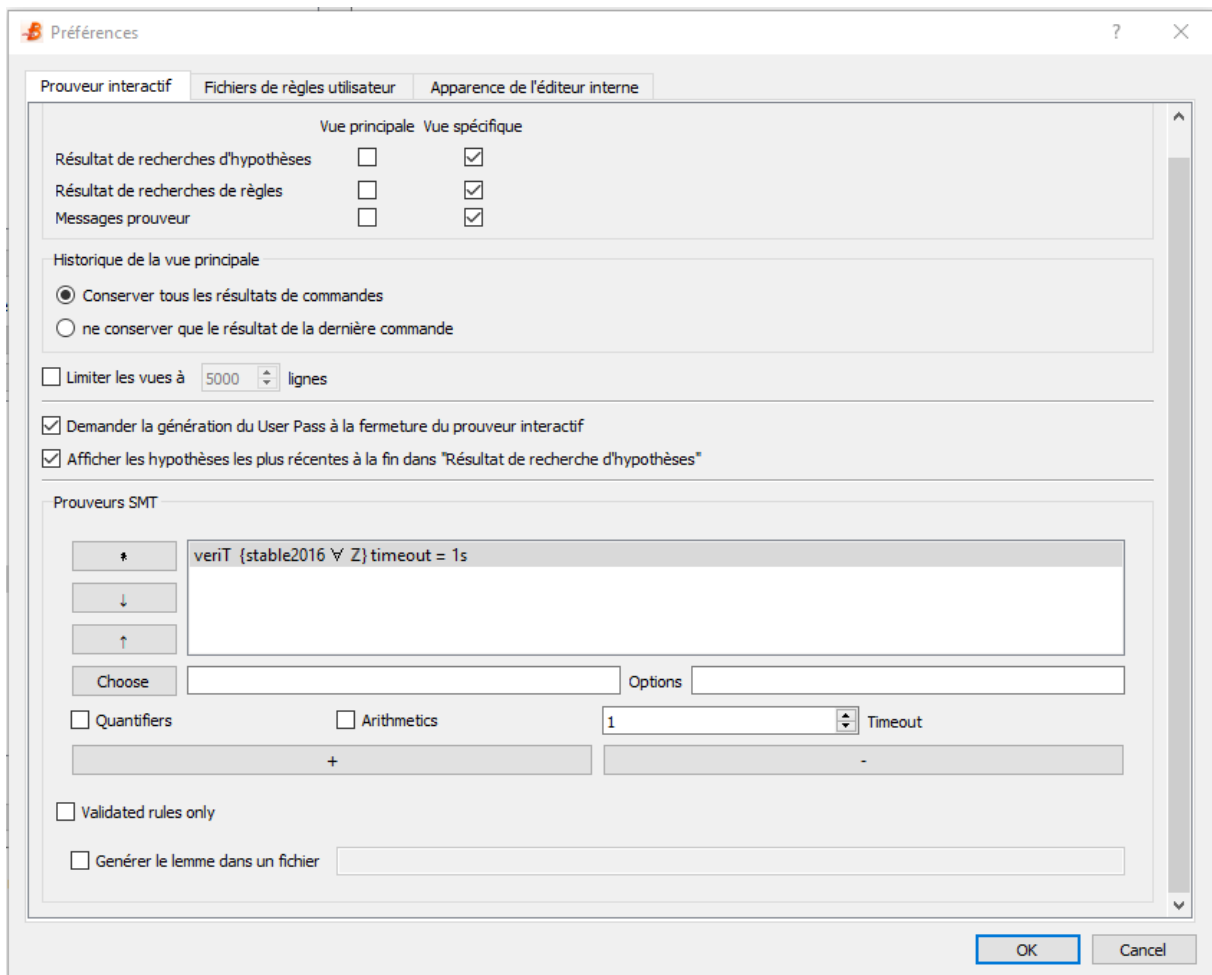 Préférences
?
Prouveur interactif Fichiers de règles utilisateur Apparence de l'éditeur interne
Vue principale Vue spécifique
Résultat de recherches d'hypothèses
Résultat de recherches de règles
Messages prouveur
Historique de la vue principale
Conserver tous les résultats de commandes
ne conserver que le résultat de la dernière commande
Limiter les vues à 5000 lignes
Demander la génération du User Pass à la fermeture du prouveur interactif
Afficher les hypothèses les plus récentes à la fin dans "Résultat de recherche d'hypothèses"
Prouveurs SMT
veriT {stable2016 ∀ Z} timeout = 1s
↓
↑
Choose Options
Quantifiers Arithmetics 1 Timeout
+ -
Validated rules only
Genérer le lemme dans un fichier
OK Cancel